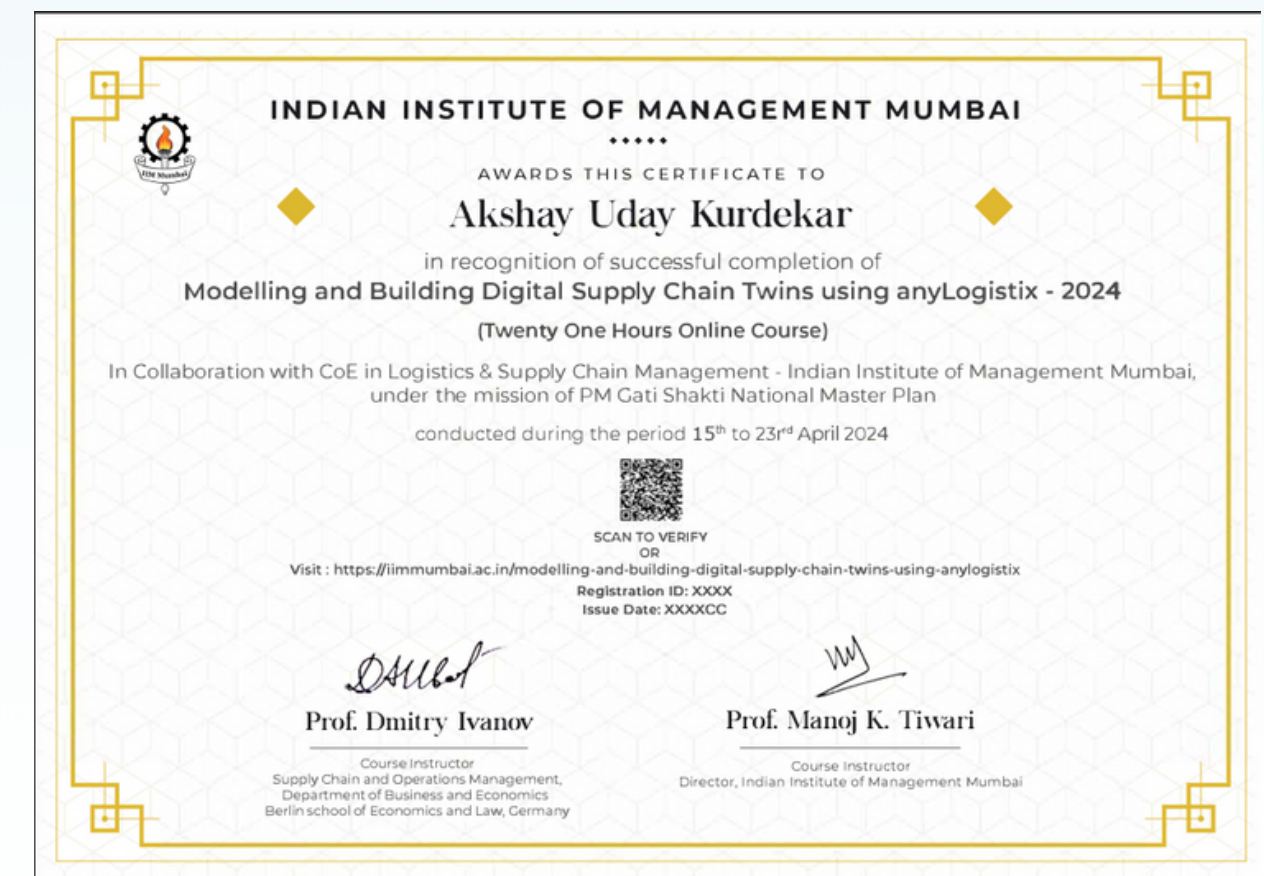 INDIAN INSTITUTE OF MANAGEMENT MUMBAI
IIM Mumbai
AWARDS THIS CERTIFICATE TO
Akshay Uday Kurdekar
in recognition of successful completion of
Modelling and Building Digital Supply Chain Twins using anyLogistix - 2024
(Twenty One Hours Online Course)
In Collaboration with CoE in Logistics & Supply Chain Management - Indian Institute of Management Mumbai,
under the mission of PM Gati Shakti National Master Plan
conducted during the period 15th to 23rd April 2024
SCAN TO VERIFY
OR
Visit : https://iimmumbai.ac.in/modelling-and-building-digital-supply-chain-twins-using-anylogistix
Registration ID: XXXX
Issue Date: XXXXCC
Prof. Dmitry Ivanov
Course Instructor
Supply Chain and Operations Management,
Department of Business and Economics
Berlin school of Economics and Law, Germany
Prof. Manoj K. Tiwari
Course Instructor
Director, Indian Institute of Management Mumbai